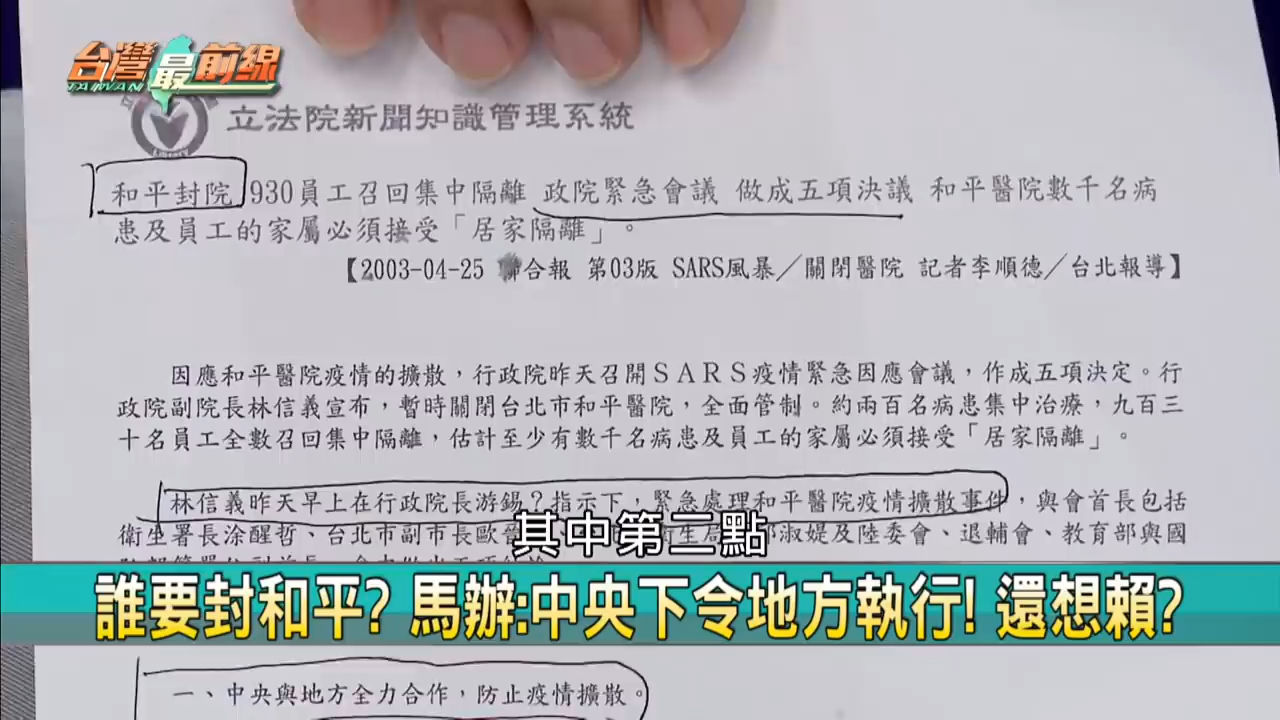 台灣最前線
TAIWAN
立法院新聞知識管理系統
LIBRARY
和平封院 930員工召回集中隔離 政院緊急會議 做成五項決議 和平醫院數千名病
患及員工的家屬必須接受「居家隔離」。
【2003-04-25 聯合報 第03版 SARS風暴／關閉醫院 記者李順德／台北報導】
因應和平醫院疫情的擴散，行政院昨天召開ＳＡＲＳ疫情緊急因應會議，作成五項決定。行
政院副院長林信義宣布，暫時關閉台北市和平醫院，全面管制。約兩百名病患集中治療，九百三
十名員工全數召回集中隔離，估計至少有數千名病患及員工的家屬必須接受「居家隔離」。
林信義昨天早上在行政院長游錫？指示下，緊急處理和平醫院疫情擴散事件，與會首長包括
衛生署長涂醒哲、台北市副市長歐 衛生局 邱淑媞及陸委會、退輔會、教育部與國
其中第二點
誰要封和平? 馬辦:中央下令地方執行! 還想賴?
一、中央與地方全力合作，防止疫情擴散。